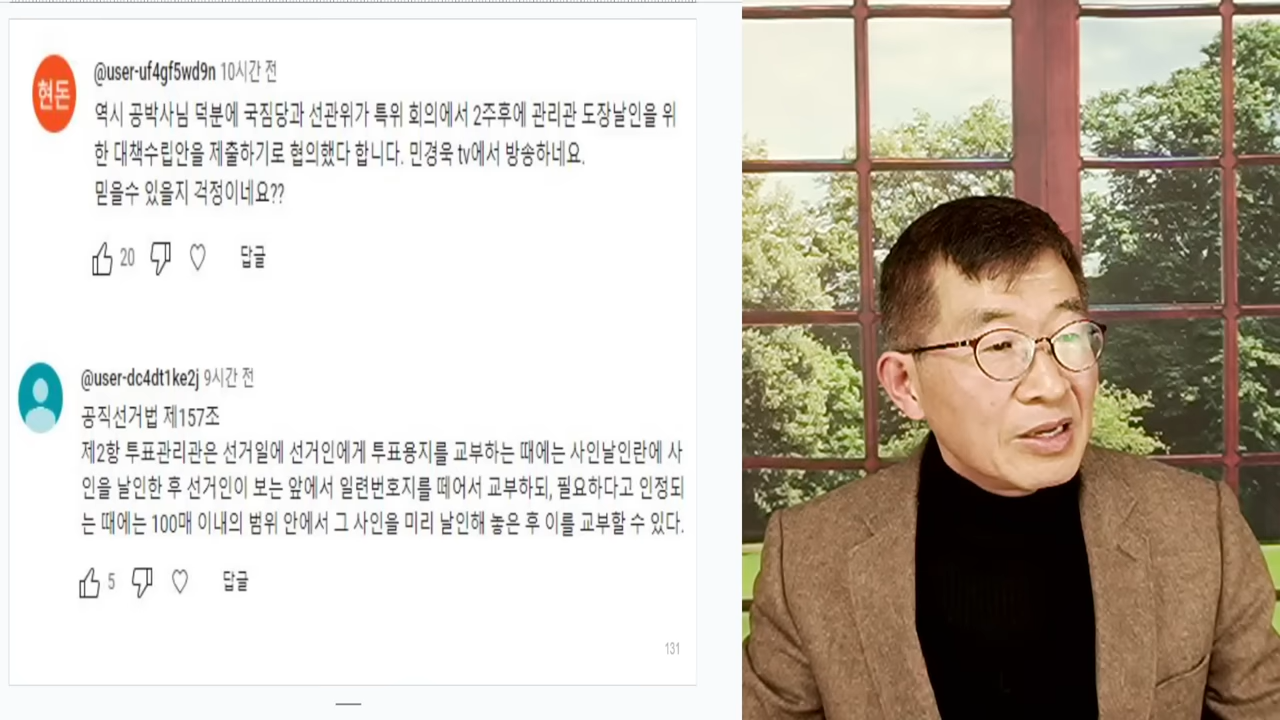 현돈
@user-uf4gf5wd9n 10시간 전
역시 공박사님 덕분에 국짐당과 선관위가 특위 회의에서 2주후에 관리관 도장날인을 위
한 대책수립안을 제출하기로 협의했다 합니다. 민경욱 tv에서 방송하네요.
믿을수 있을지 걱정이네요??
20 답글
@user-dc4dt1ke2j 9시간 전
공직선거법 제157조
제2항 투표관리관은 선거일에 선거인에게 투표용지를 교부하는 때에는 사인날인란에 사
인을 날인한 후 선거인이 보는 앞에서 일련번호지를 떼어서 교부하되, 필요하다고 인정되
는 때에는 100매 이내의 범위 안에서 그 사인을 미리 날인해 놓은 후 이를 교부할 수 있다.
5 답글
131